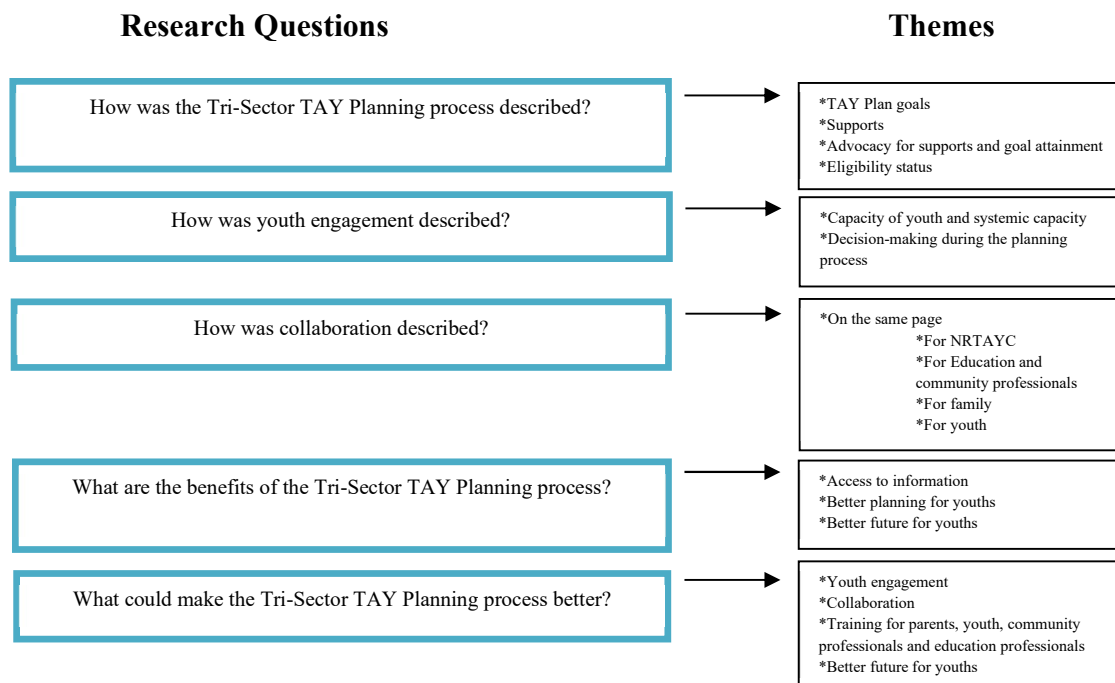 Research Questions
Themes
How was the Tri-Sector TAY Planning process described?
*TAY Plan goals
*Supports
*Advocacy for supports and goal attainment
*Eligibility status
How was youth engagement described?
*Capacity of youth and systemic capacity
*Decision-making during the planning
process
How was collaboration described?
*On the same page
*For NRTAYC
*For Education and
community professionals
*For family
*For youth
What are the benefits of the Tri-Sector TAY Planning process?
*Access to information
*Better planning for youths
*Better future for youths
What could make the Tri-Sector TAY Planning process better?
*Youth engagement
*Collaboration
*Training for parents, youth, community
professionals and education professionals
*Better future for youths